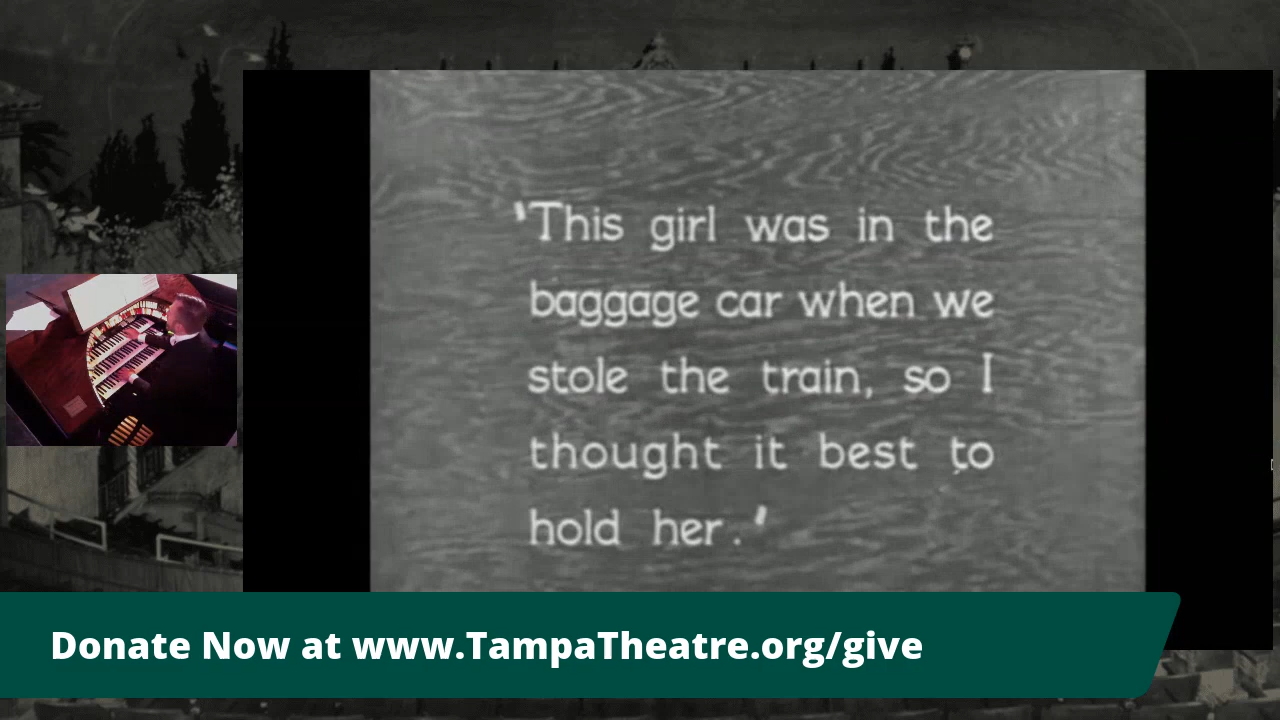 'This girl was in the
baggage car when we
stole the train, so I
thought it best to
hold her.'
Donate Now at www.TampaTheatre.org/give